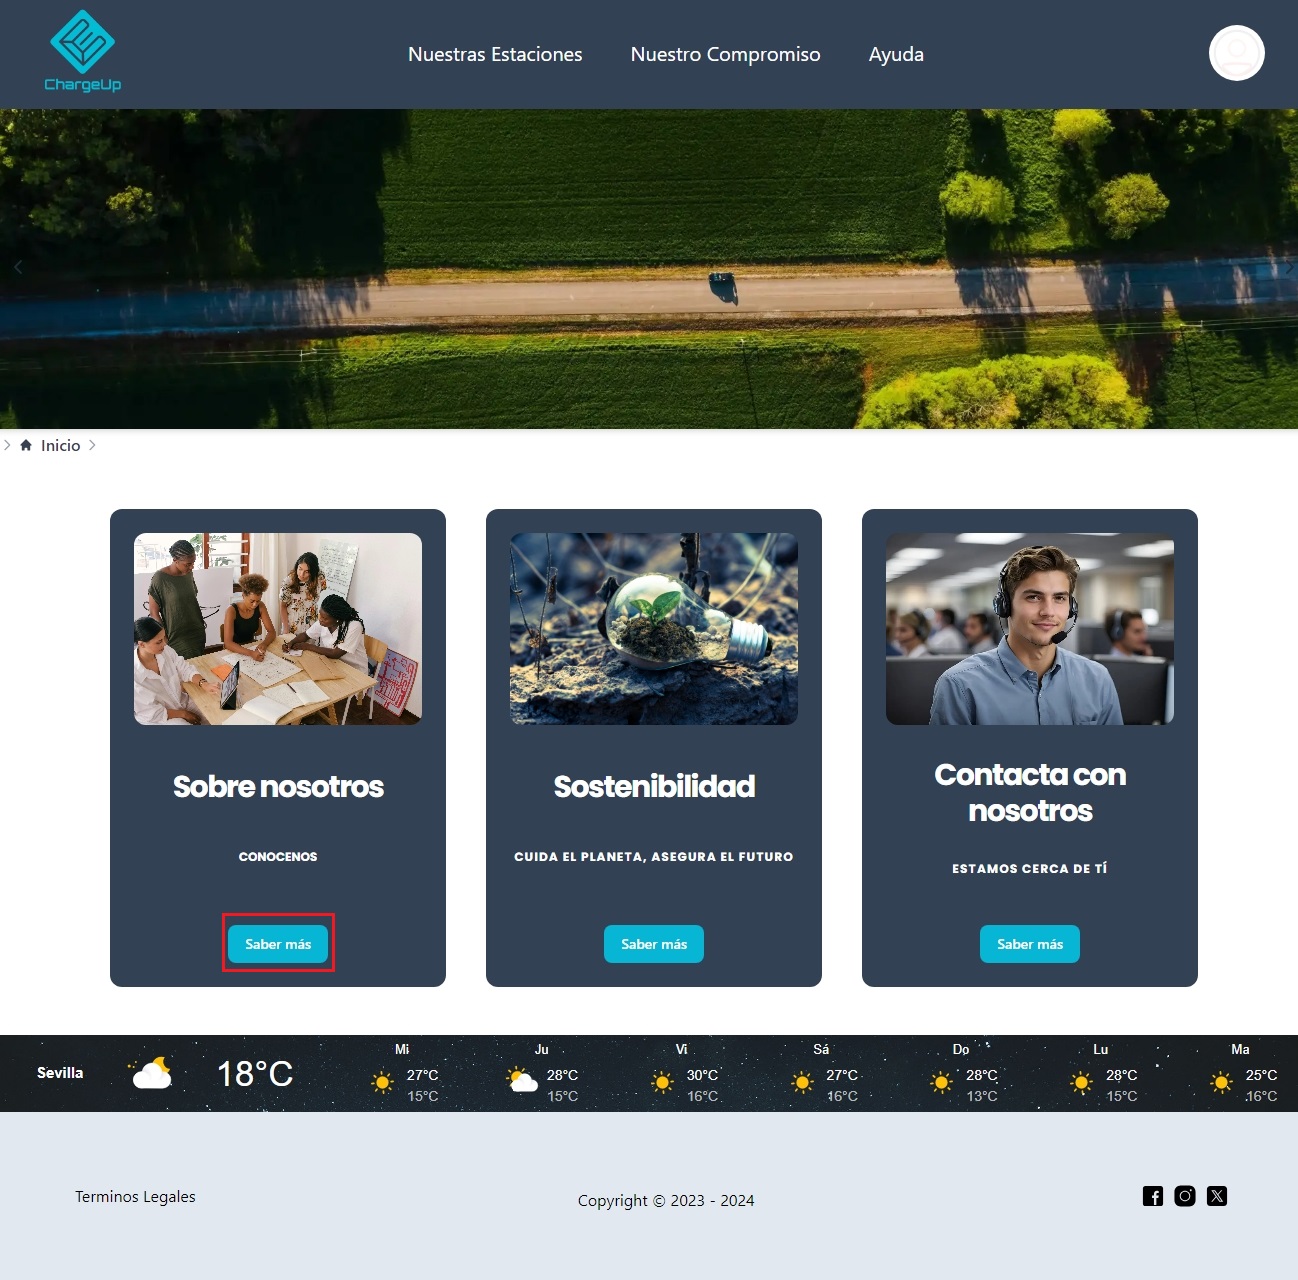 ChargeUp
Nuestras Estaciones Nuestro Compromiso Ayuda
Inicio
Sobre nosotros
CONOCENOS
Saber más
Sostenibilidad
CUIDA EL PLANETA, ASEGURA EL FUTURO
Saber más
Contacta con
nosotros
ESTAMOS CERCA DE TÍ
Saber más
Sevilla
18°C
Mi
27°C
15°C
Ju
28°C
15°C
Vi
30°C
16°C
Sá
27°C
16°C
Do
28°C
13°C
Lu
28°C
15°C
Ma
25°C
16°C
Terminos Legales
Copyright © 2023 - 2024